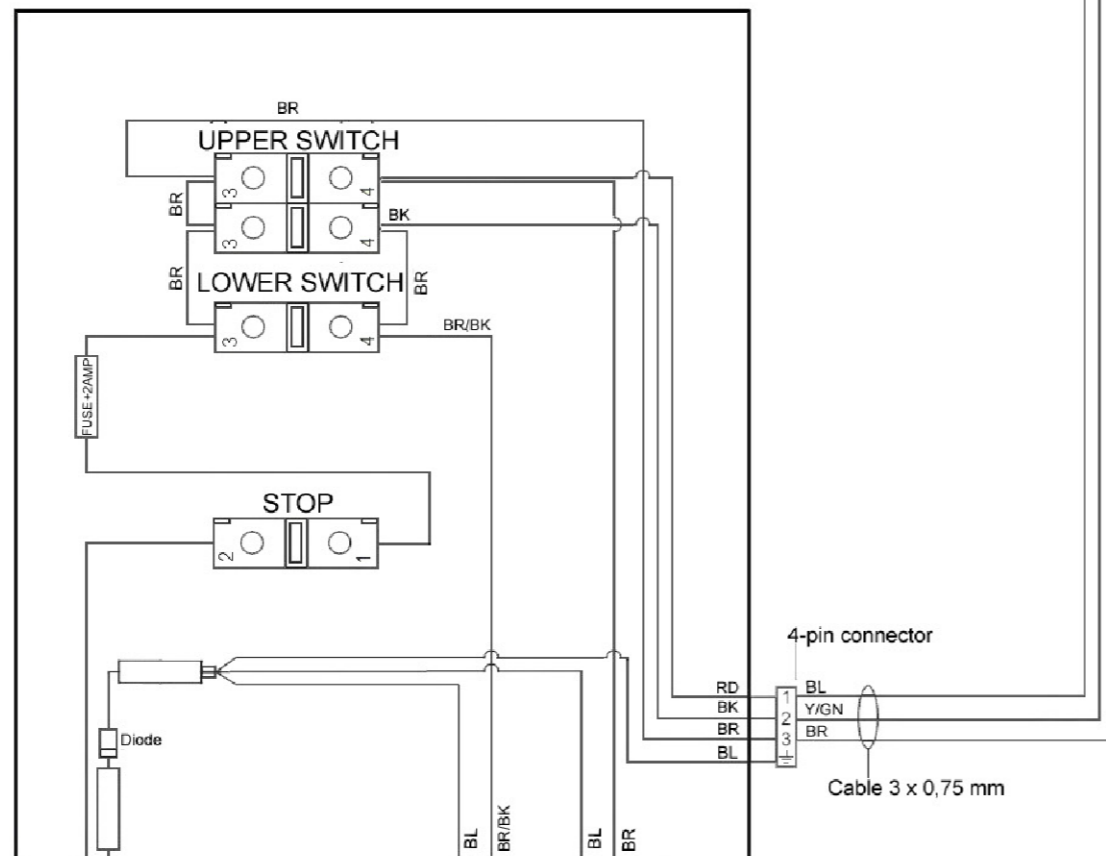 BR
UPPER SWITCH
3 4
BR
BK
3 4
BR
LOWER SWITCH
BR
3 4
BR/BK
FUSE+2AMP
STOP
2 1
4-pin connector
RD 1 BL
BK 2 Y/GN
BR 3 BR
BL
Diode
Cable 3 x 0,75 mm
BL
BR/BK
BL
BR